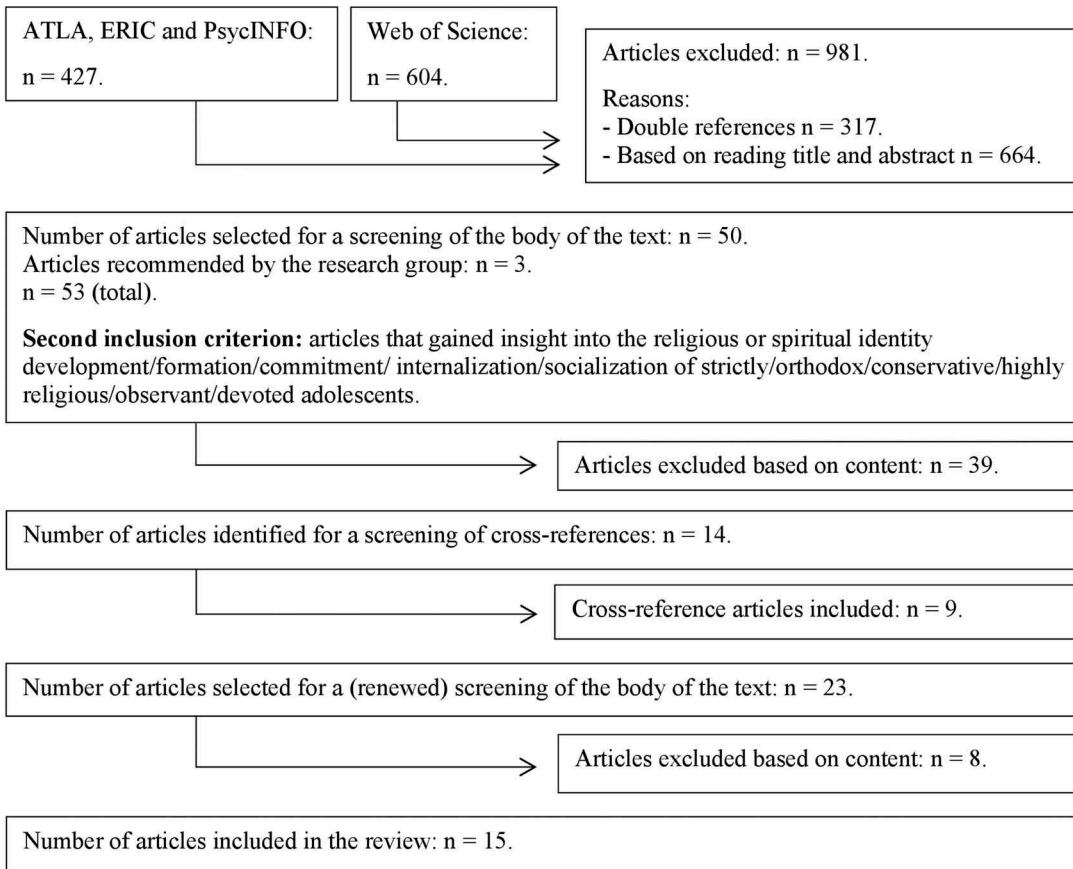 ATLA, ERIC and PsycINFO:
n = 427.
Web of Science:
n = 604.
Articles excluded: n = 981.
Reasons:
- Double references n = 317.
- Based on reading title and abstract n = 664.
Number of articles selected for a screening of the body of the text: n = 50.
Articles recommended by the research group: n = 3.
n = 53 (total).
Second inclusion criterion: articles that gained insight into the religious or spiritual identity
development/formation/commitment/ internalization/socialization of strictly/orthodox/conservative/highly
religious/observant/devoted adolescents.
Articles excluded based on content: n = 39.
Number of articles identified for a screening of cross-references: n = 14.
Cross-reference articles included: n = 9.
Number of articles selected for a (renewed) screening of the body of the text: n = 23.
Articles excluded based on content: n = 8.
Number of articles included in the review: n = 15.